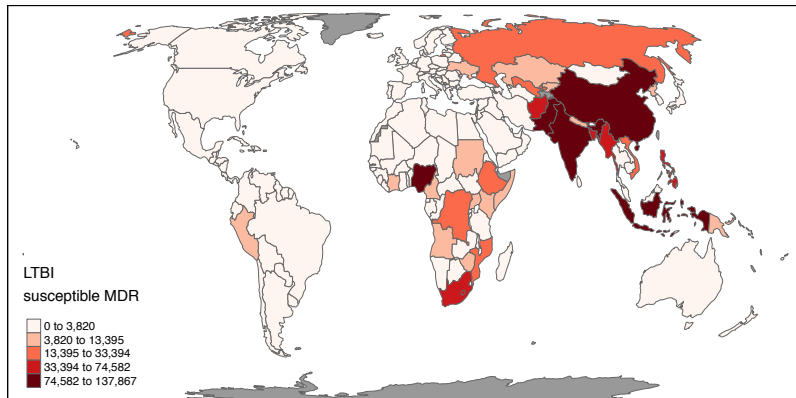 LTBI
susceptible MDR
0 to 3,820
3,820 to 13,395
13,395 to 33,394
33,394 to 74,582
74,582 to 137,867